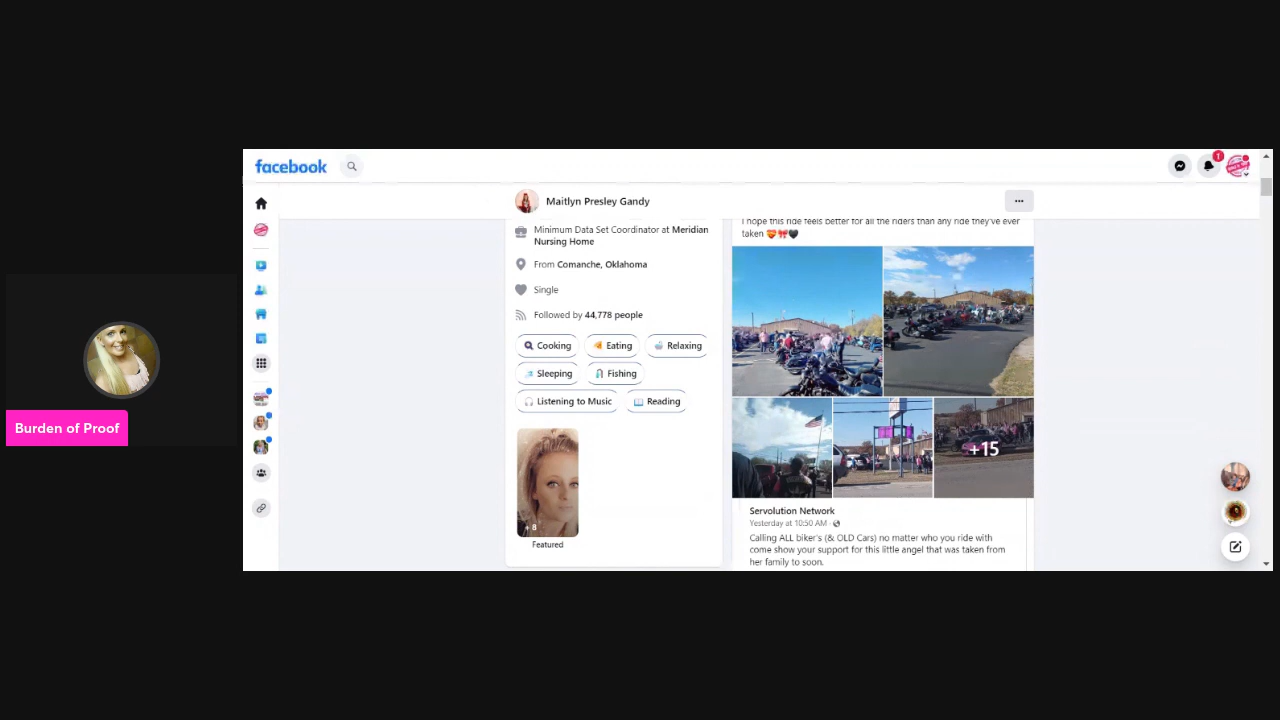 facebook
1
Maitlyn Presley Gandy
Minimum Data Set Coordinator at Meridian
Nursing Home
From Comanche, Oklahoma
Single
Followed by 44,778 people
Cooking
Eating
Relaxing
Sleeping
Fishing
Listening to Music
Reading
+ 8
Featured
I hope this ride feels better for all the riders than any ride they've ever
taken
+15
Servolution Network
Yesterday at 10:50 AM ·
Calling ALL biker's (& OLD Cars) no matter who you ride with
come show your support for this little angel that was taken from
her family to soon.
Burden of Proof